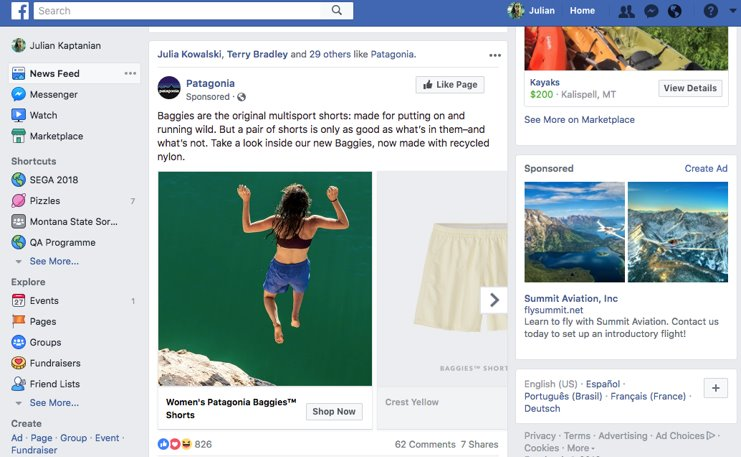 Search
Julian
Home
Julian Kaptanian
News Feed
Messenger
Watch
Marketplace
Shortcuts
SEGA 2018
Pizzles 7
Montana State Sor...
QA Programme
See More...
Explore
Events 1
Pages
Groups
Fundraisers
Friend Lists
See More...
Create
Ad · Page · Group · Event ·
Fundraiser
Julia Kowalski, Terry Bradley and 29 others like Patagonia.
patagonia
Patagonia
Sponsored ·
Like Page
Baggies are the original multisport shorts: made for putting on and
running wild. But a pair of shorts is only as good as what's in them–and
what's not. Take a look inside our new Baggies, now made with recycled
nylon.
BAGGIES™ SHORT
Women's Patagonia Baggies™
Shorts
Shop Now
Crest Yellow
826
62 Comments 7 Shares
Kayaks
$200 · Kalispell, MT
View Details
See More on Marketplace
Sponsored
Create Ad
Summit Aviation, Inc
flysummit.net
Learn to fly with Summit Aviation. Contact us
today to set up an introductory flight!
English (US) · Español ·
Português (Brasil) · Français (France) ·
Deutsch
Privacy · Terms · Advertising · Ad Choices ·
Cookies · More